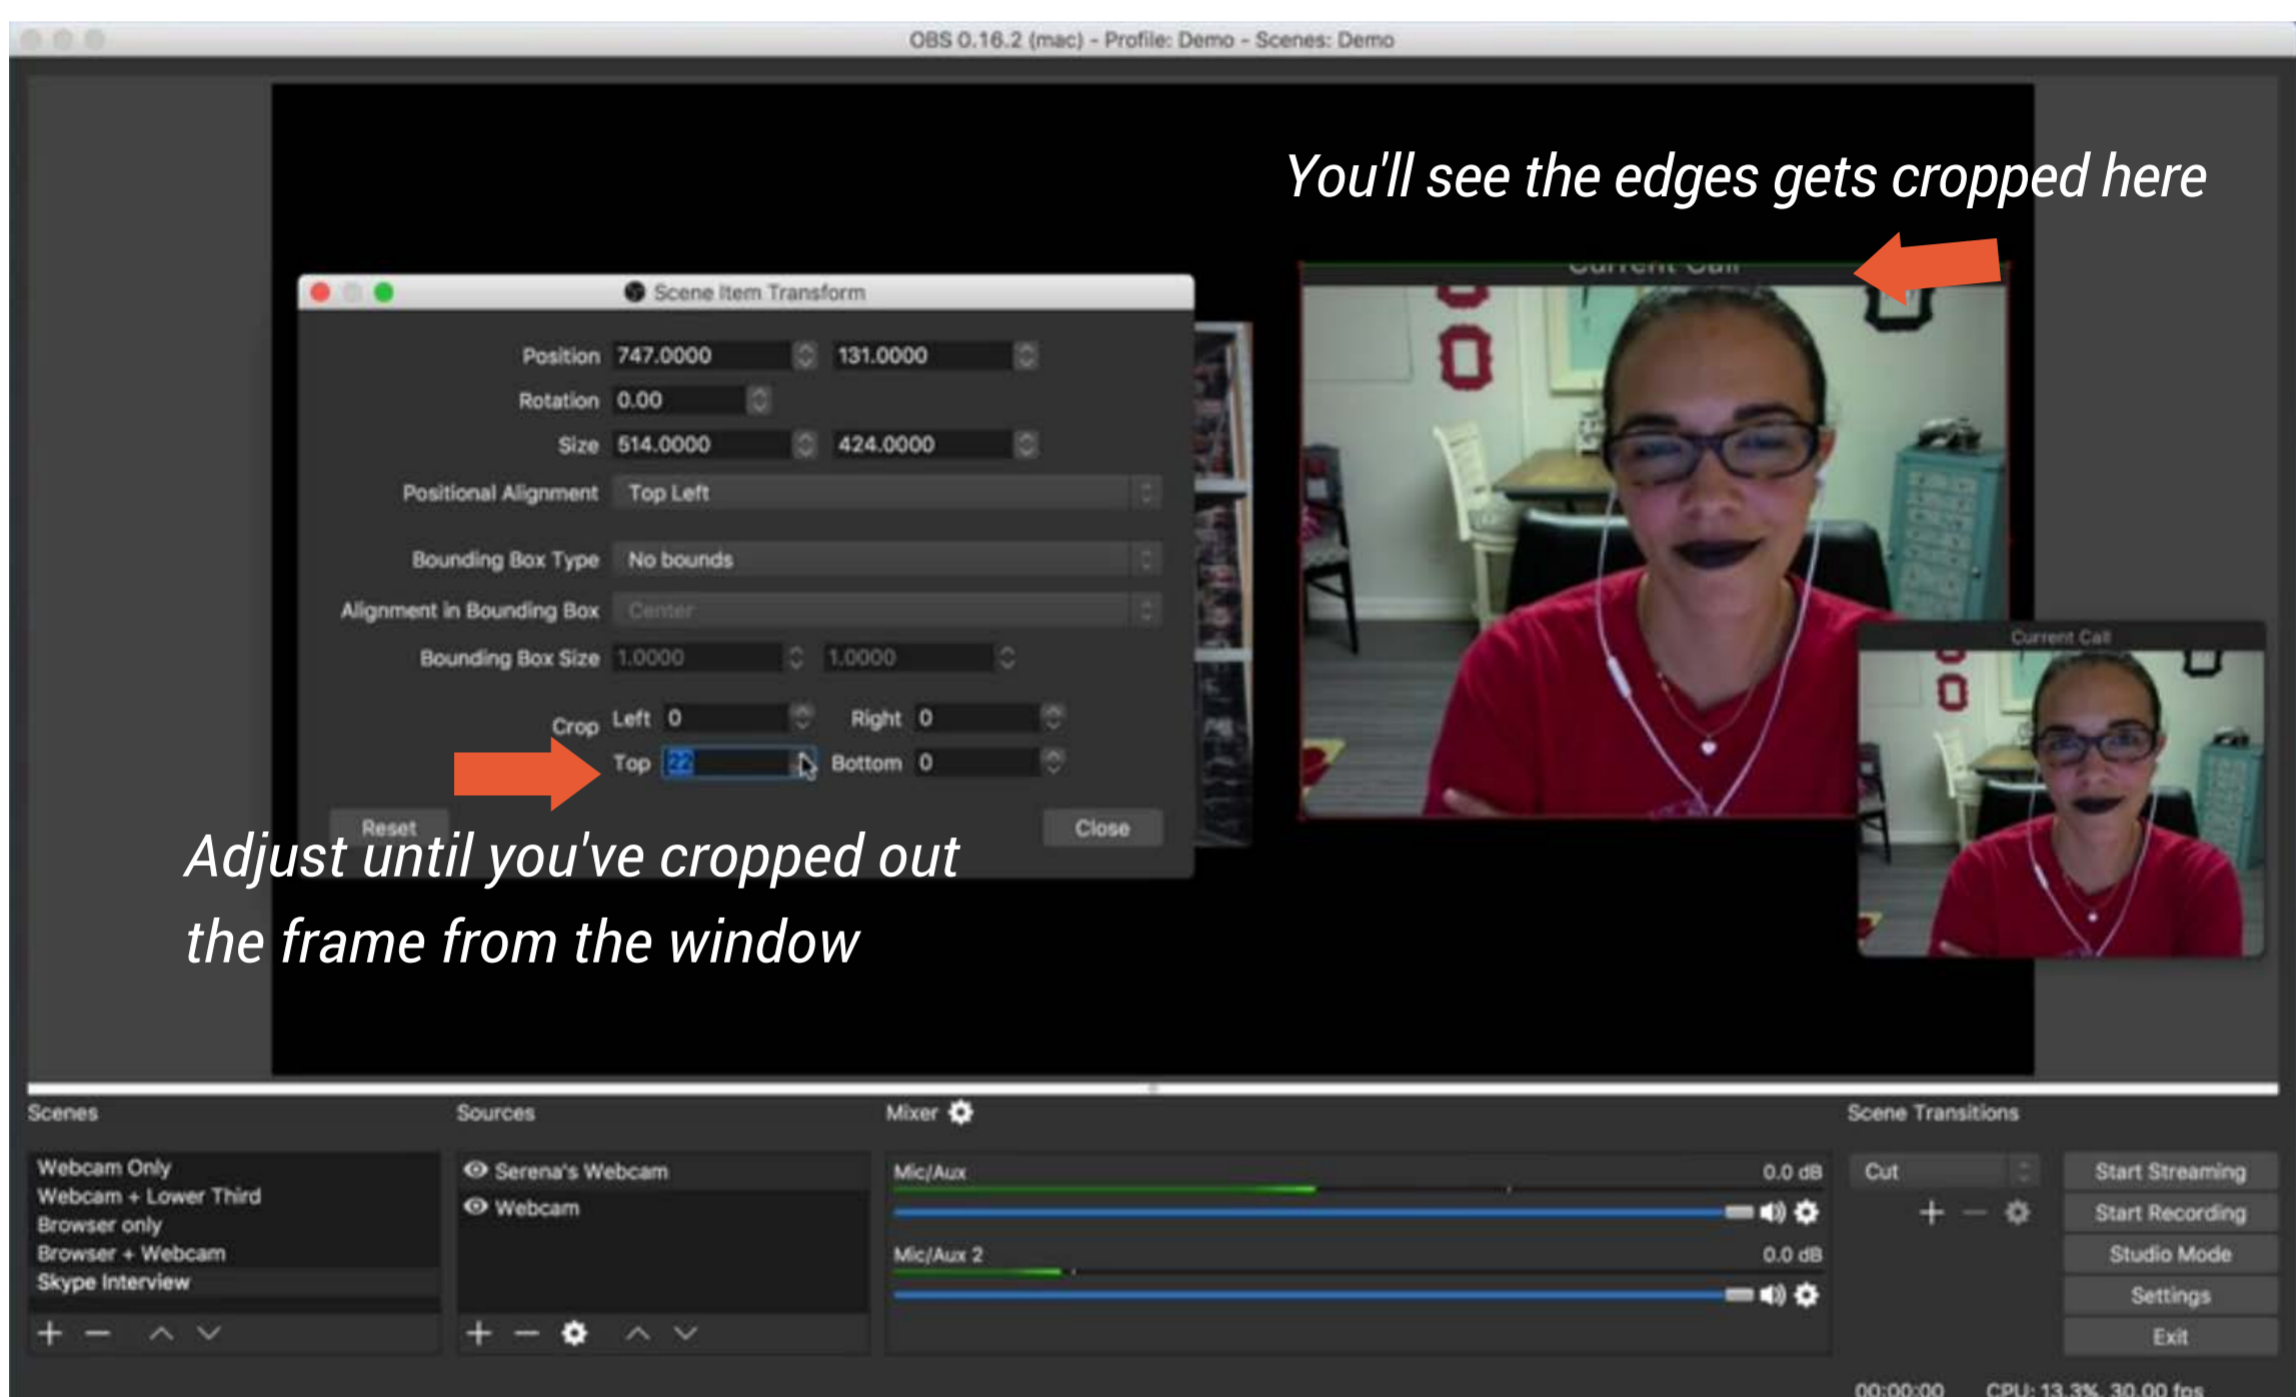 OBS 0.16.2 (mac) - Profile: Demo - Scenes: Demo
You'll see the edges gets cropped here
Current Call
Scene Item Transform
Position 747.0000 131.0000
Rotation 0.00
Size 514.0000 424.0000
Positional Alignment Top Left
Bounding Box Type No bounds
Alignment in Bounding Box Center
Bounding Box Size 1.0000 1.0000
Crop Left 0 Right 0
Top 22 Bottom 0
Reset Close
Adjust until you've cropped out
the frame from the window
Current Call
Scenes
Webcam Only
Webcam + Lower Third
Browser only
Browser + Webcam
Skype Interview
Sources
Serena's Webcam
Webcam
Mixer
Mic/Aux 0.0 dB
Mic/Aux 2 0.0 dB
Scene Transitions
Cut
Start Streaming
Start Recording
Studio Mode
Settings
Exit
00:00:00 CPU: 13.3%, 30.00 fps